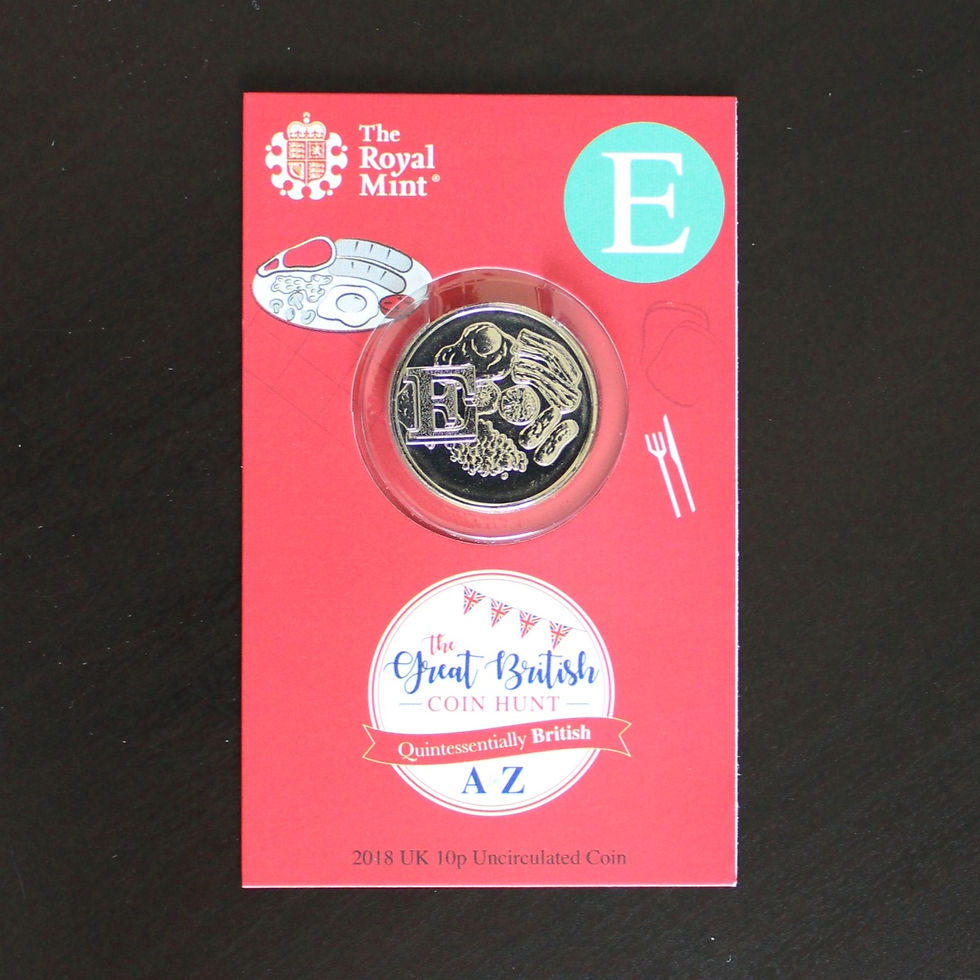 The
Royal
Mint®
E
E
the
Great British
COIN HUNT
Quintessentially British
A Z
2018 UK 10p Uncirculated Coin